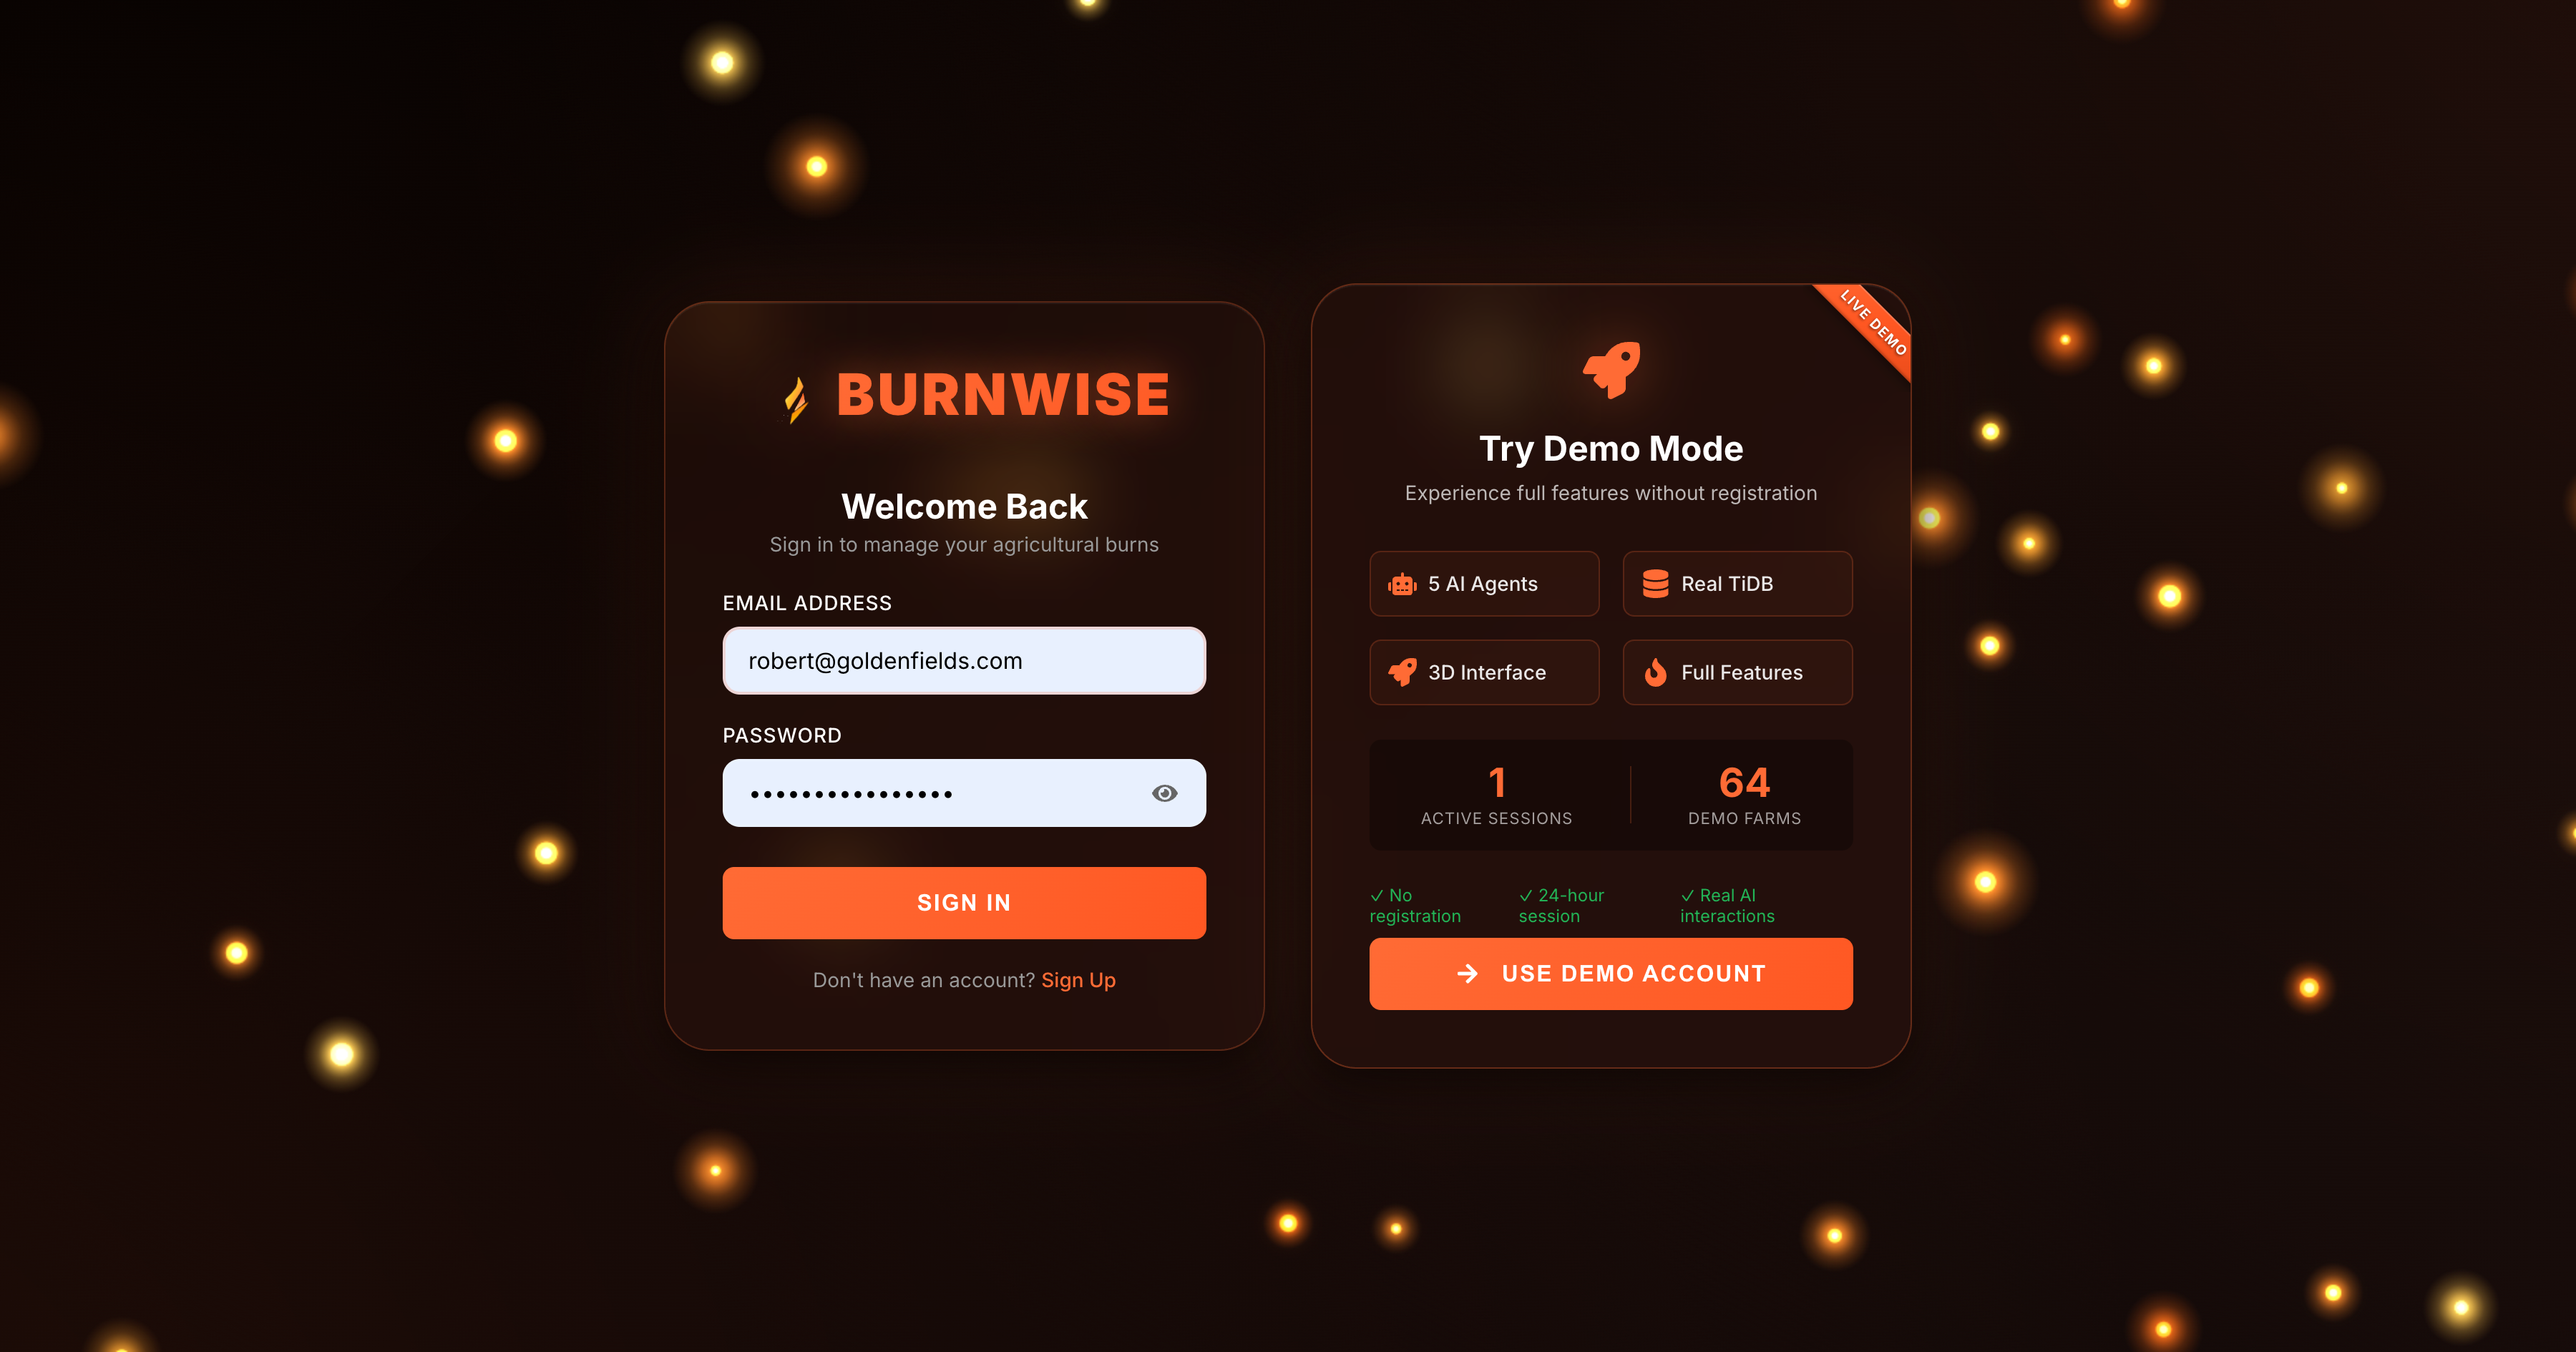 BURNWISE
Welcome Back
Sign in to manage your agricultural burns
EMAIL ADDRESS
robert@goldenfields.com
PASSWORD
••••••••••••••••
SIGN IN
Don't have an account? Sign Up
LIVE DEMO
Try Demo Mode
Experience full features without registration
5 AI Agents
Real TiDB
3D Interface
Full Features
1
ACTIVE SESSIONS
64
DEMO FARMS
✓ No
registration
✓ 24-hour
session
✓ Real AI
interactions
→ USE DEMO ACCOUNT